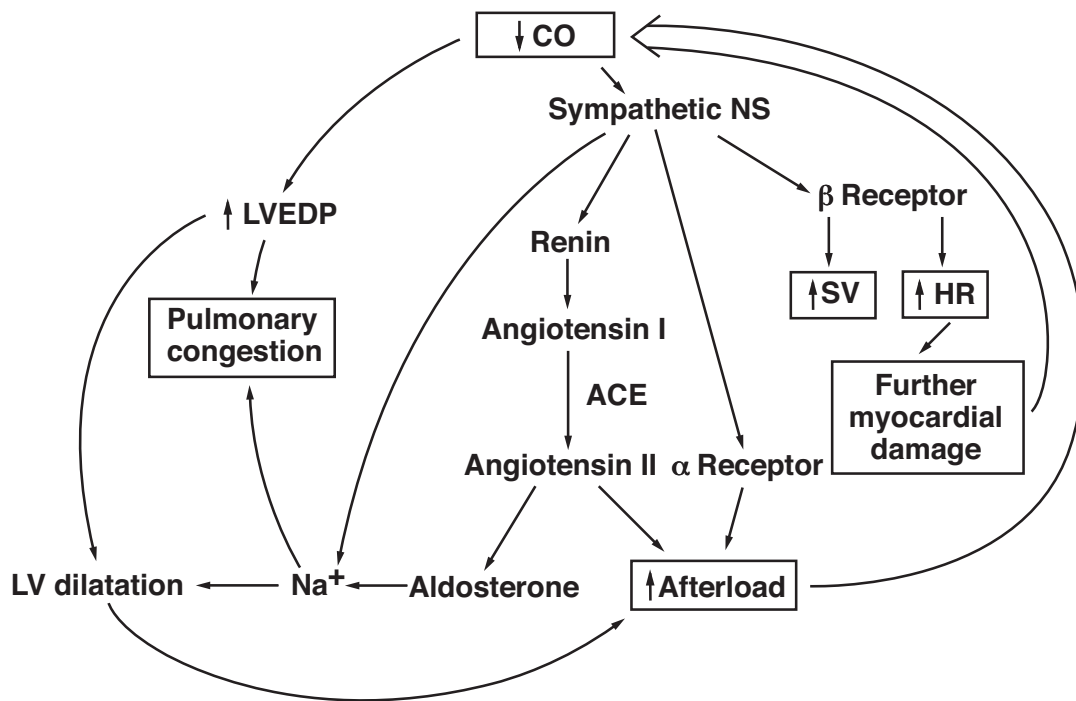 ↓ CO
Sympathetic NS
β Receptor
↑ LVEDP
Renin
↑SV
↑ HR
Pulmonary
congestion
Angiotensin I
ACE
Further
myocardial
damage
Angiotensin II
α Receptor
LV dilatation
Na+
Aldosterone
↑Afterload